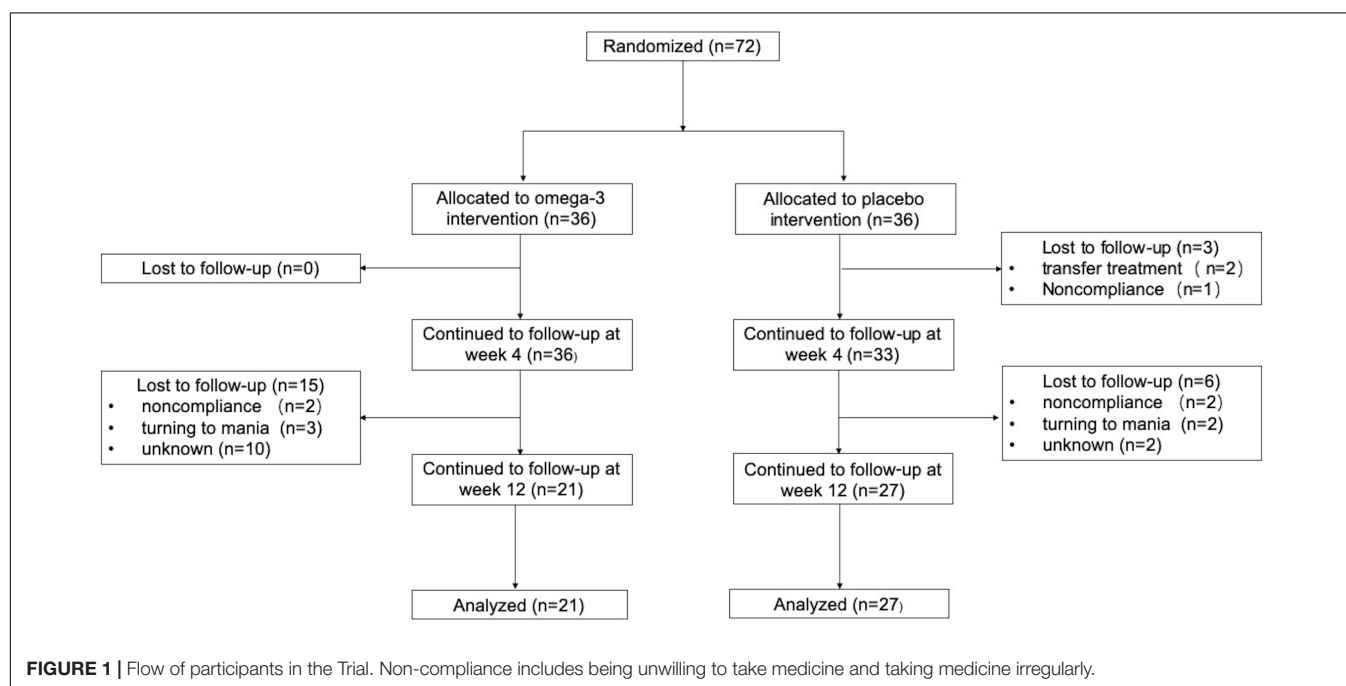 Randomized (n=72)
Allocated to omega-3
intervention (n=36)
Allocated to placebo
intervention (n=36)
Lost to follow-up (n=0)
Lost to follow-up (n=3)
• transfer treatment ( n=2)
• Noncompliance (n=1)
Continued to follow-up at
week 4 (n=36)
Continued to follow-up at
week 4 (n=33)
Lost to follow-up (n=15)
• noncompliance (n=2)
• turning to mania (n=3)
• unknown (n=10)
Lost to follow-up (n=6)
• noncompliance (n=2)
• turning to mania (n=2)
• unknown (n=2)
Continued to follow-up at
week 12 (n=21)
Continued to follow-up at
week 12 (n=27)
Analyzed (n=21)
Analyzed (n=27)
FIGURE 1 | Flow of participants in the Trial. Non-compliance includes being unwilling to take medicine and taking medicine irregularly.